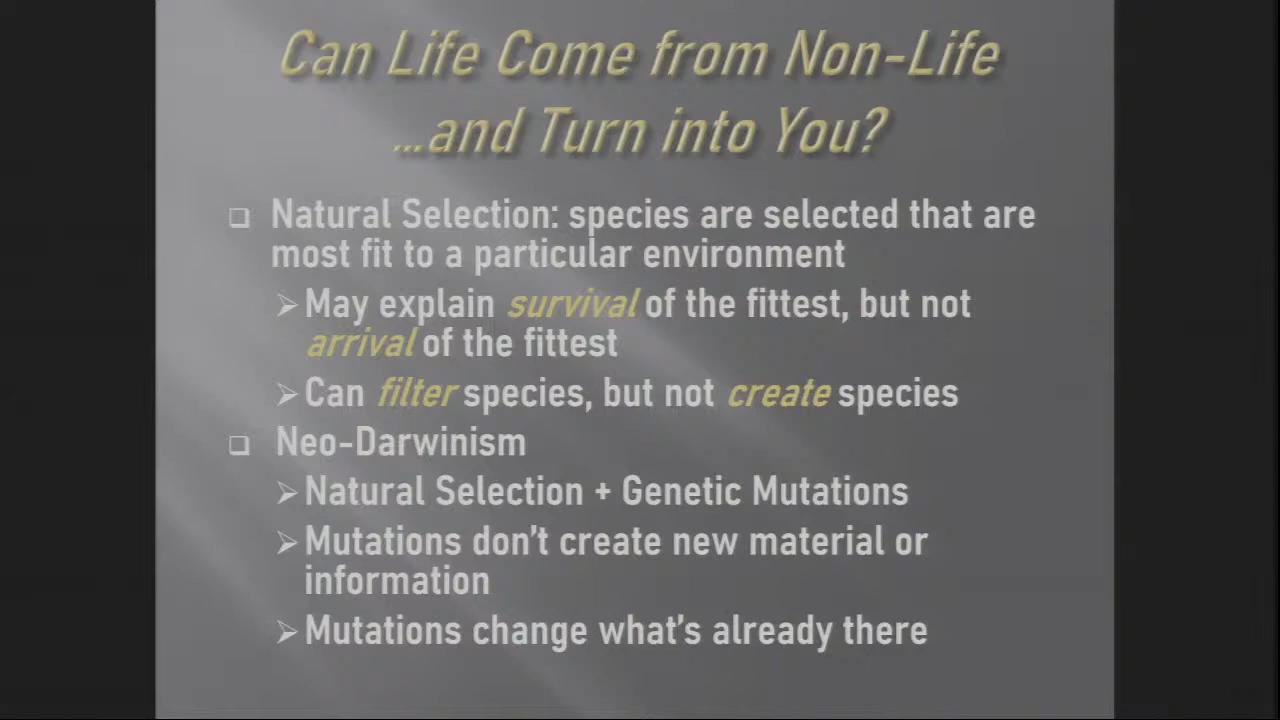 Can Life Come from Non-Life
...and Turn into You?
Natural Selection: species are selected that are
most fit to a particular environment
May explain survival of the fittest, but not
arrival of the fittest
Can filter species, but not create species
Neo-Darwinism
Natural Selection + Genetic Mutations
Mutations don't create new material or
information
Mutations change what's already there